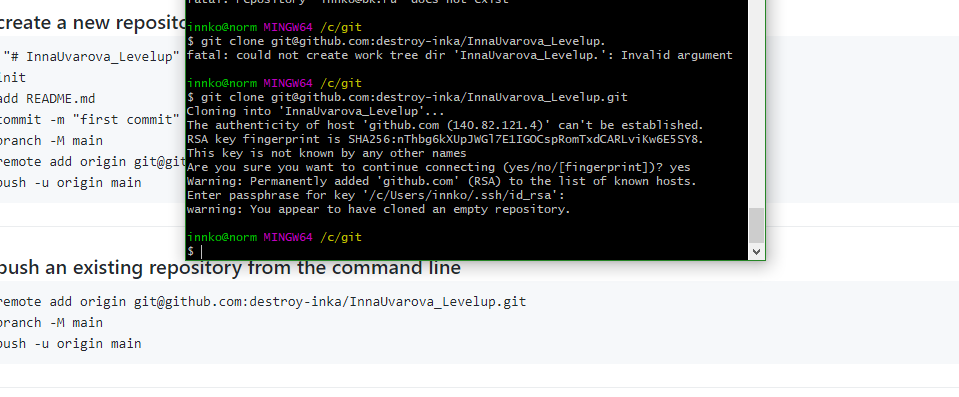 fatal: repository 'innko@bk.ru' does not exist
create a new reposito
"# InnaUvarova_Levelup"
init
add README.md
commit -m "first commit"
branch -M main
remote add origin git@git
push -u origin main
innko@norm MINGW64 /c/git
$ git clone git@github.com:destroy-inka/InnaUvarova_Levelup.
fatal: could not create work tree dir 'InnaUvarova_Levelup.': Invalid argument
innko@norm MINGW64 /c/git
$ git clone git@github.com:destroy-inka/InnaUvarova_Levelup.git
Cloning into 'InnaUvarova_Levelup'...
The authenticity of host 'github.com (140.82.121.4)' can't be established.
RSA key fingerprint is SHA256:nThbg6kXUpJWGl7E1IGOCspRomTxdCARLviKw6E5SY8.
This key is not known by any other names
Are you sure you want to continue connecting (yes/no/[fingerprint])? yes
Warning: Permanently added 'github.com' (RSA) to the list of known hosts.
Enter passphrase for key '/c/Users/innko/.ssh/id_rsa':
warning: You appear to have cloned an empty repository.
innko@norm MINGW64 /c/git
$
push an existing repository from the command line
remote add origin git@github.com:destroy-inka/InnaUvarova_Levelup.git
branch -M main
push -u origin main